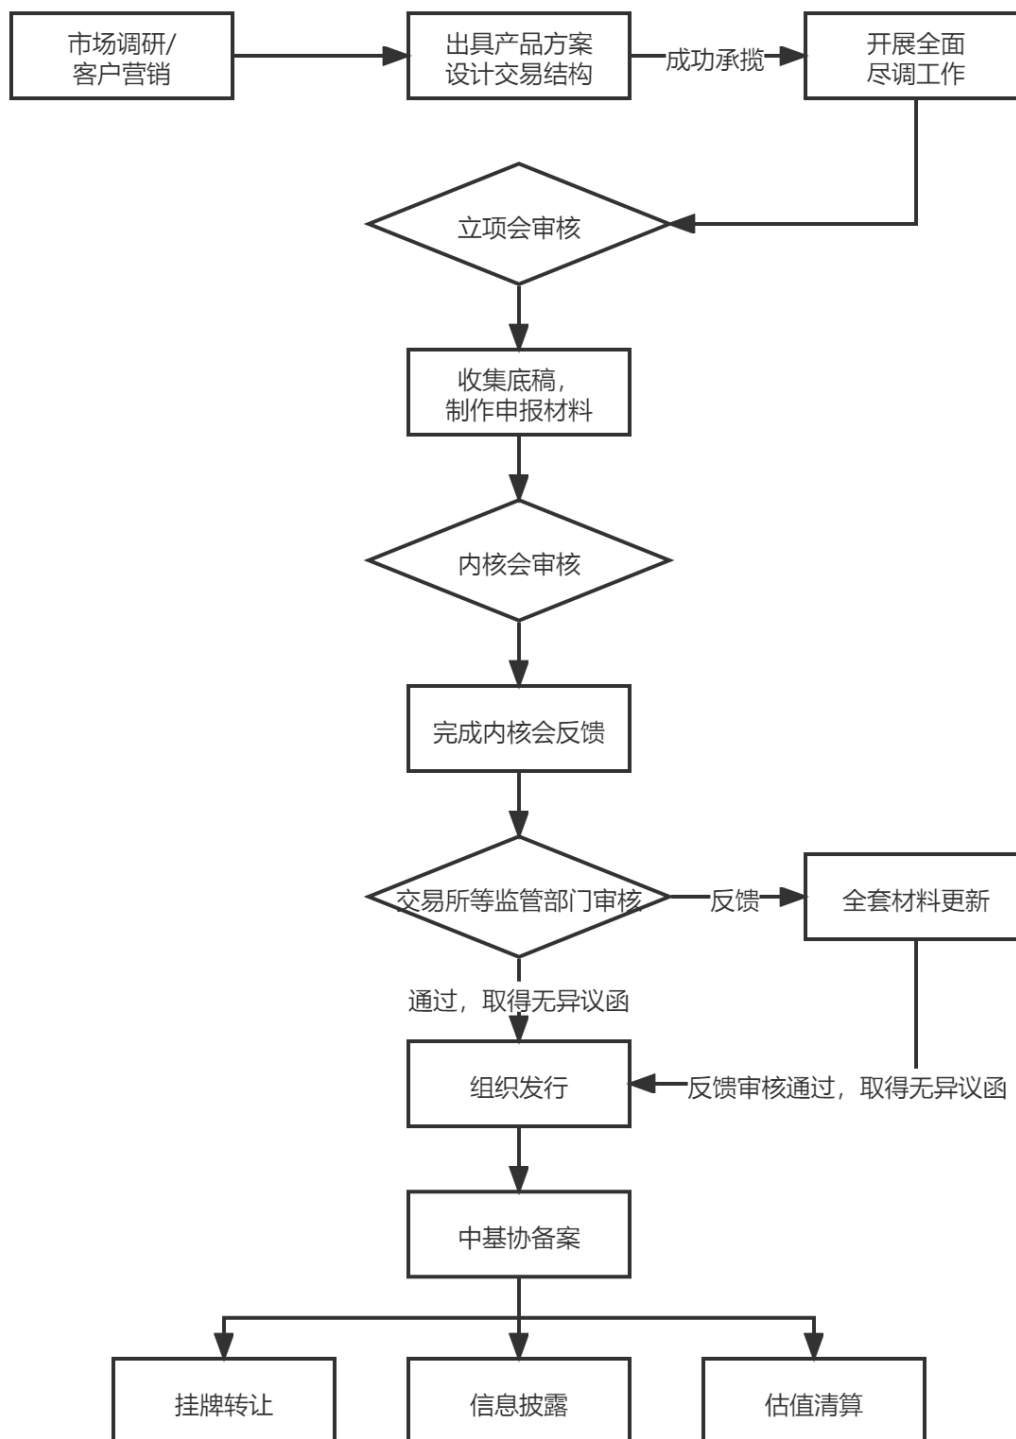 市场调研/
客户营销
出具产品方案
设计交易结构
成功承揽
开展全面
尽调工作
立项会审核
收集底稿，
制作申报材料
内核会审核
完成内核会反馈
交易所等监管部门审核
反馈
全套材料更新
通过，取得无异议函
组织发行
反馈审核通过，取得无异议函
中基协备案
挂牌转让
信息披露
估值清算